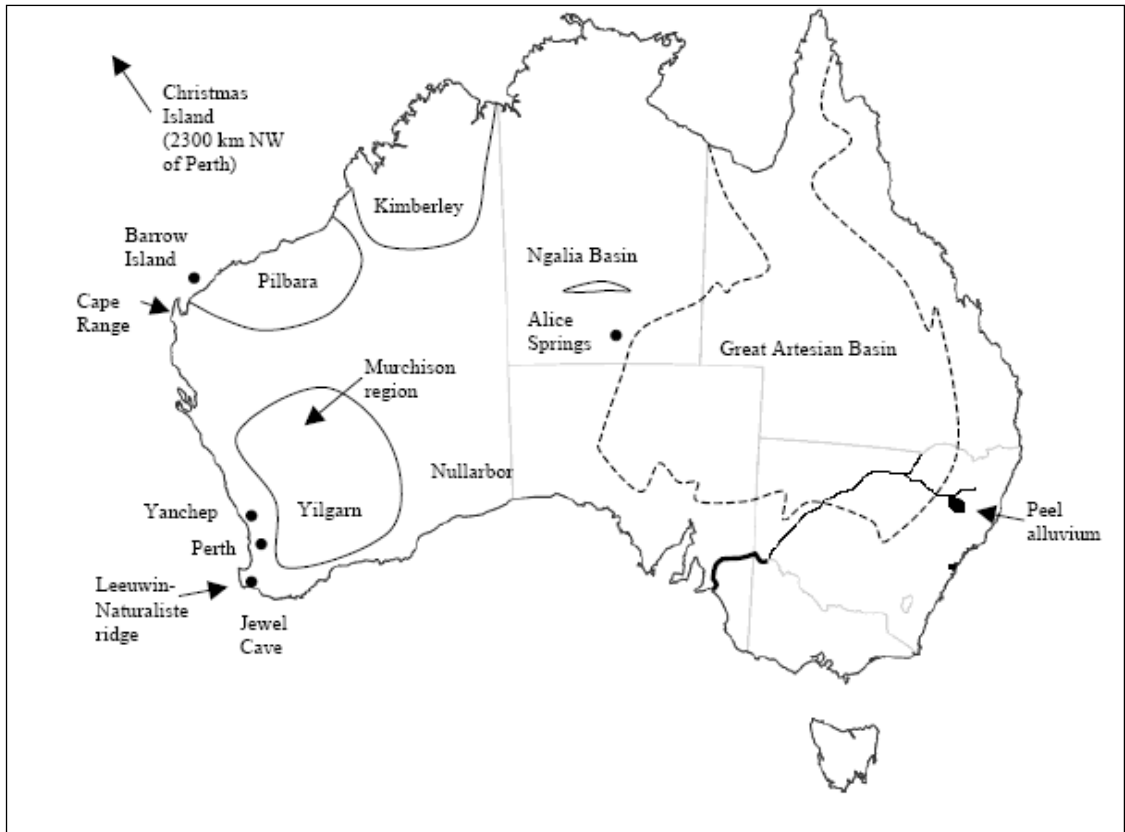 Christmas
Island
(2300 km NW
of Perth)
Kimberley
Barrow
Island
Pilbara
Cape
Range
Ngalia Basin
Alice
Springs
Great Artesian Basin
Murchison
region
Nullarbor
Yanchep
Yilgarn
Perth
Peel
alluvium
Leeuwin-
Naturaliste
ridge
Jewel
Cave